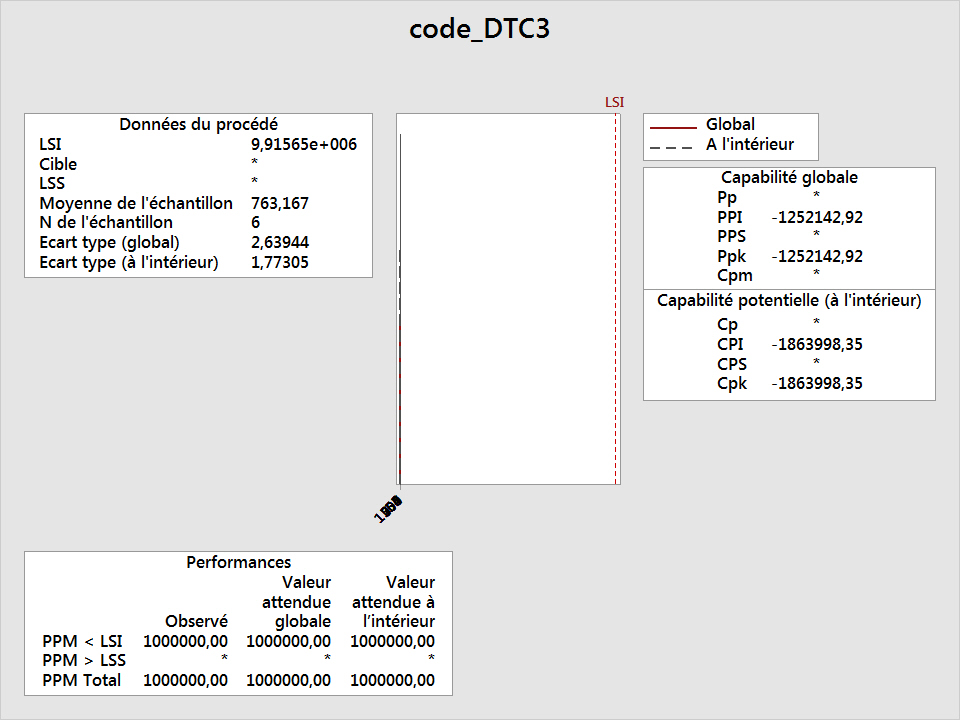 code_DTC3
LSI
Données du procédé
LSI 9,91565e+006
Cible *
LSS *
Moyenne de l'échantillon 763,167
N de l'échantillon 6
Ecart type (global) 2,63944
Ecart type (à l'intérieur) 1,77305
Global
A l'intérieur
Capabilité globale
Pp *
PPI -1252142,92
PPS *
Ppk -1252142,92
Cpm *
Capabilité potentielle (à l'intérieur)
Cp *
CPI -1863998,35
CPS *
Cpk -1863998,35
Performances
Valeur Valeur
attendue attendue à
Observé globale l'intérieur
PPM < LSI 1000000,00 1000000,00 1000000,00
PPM > LSS * * *
PPM Total 1000000,00 1000000,00 1000000,00